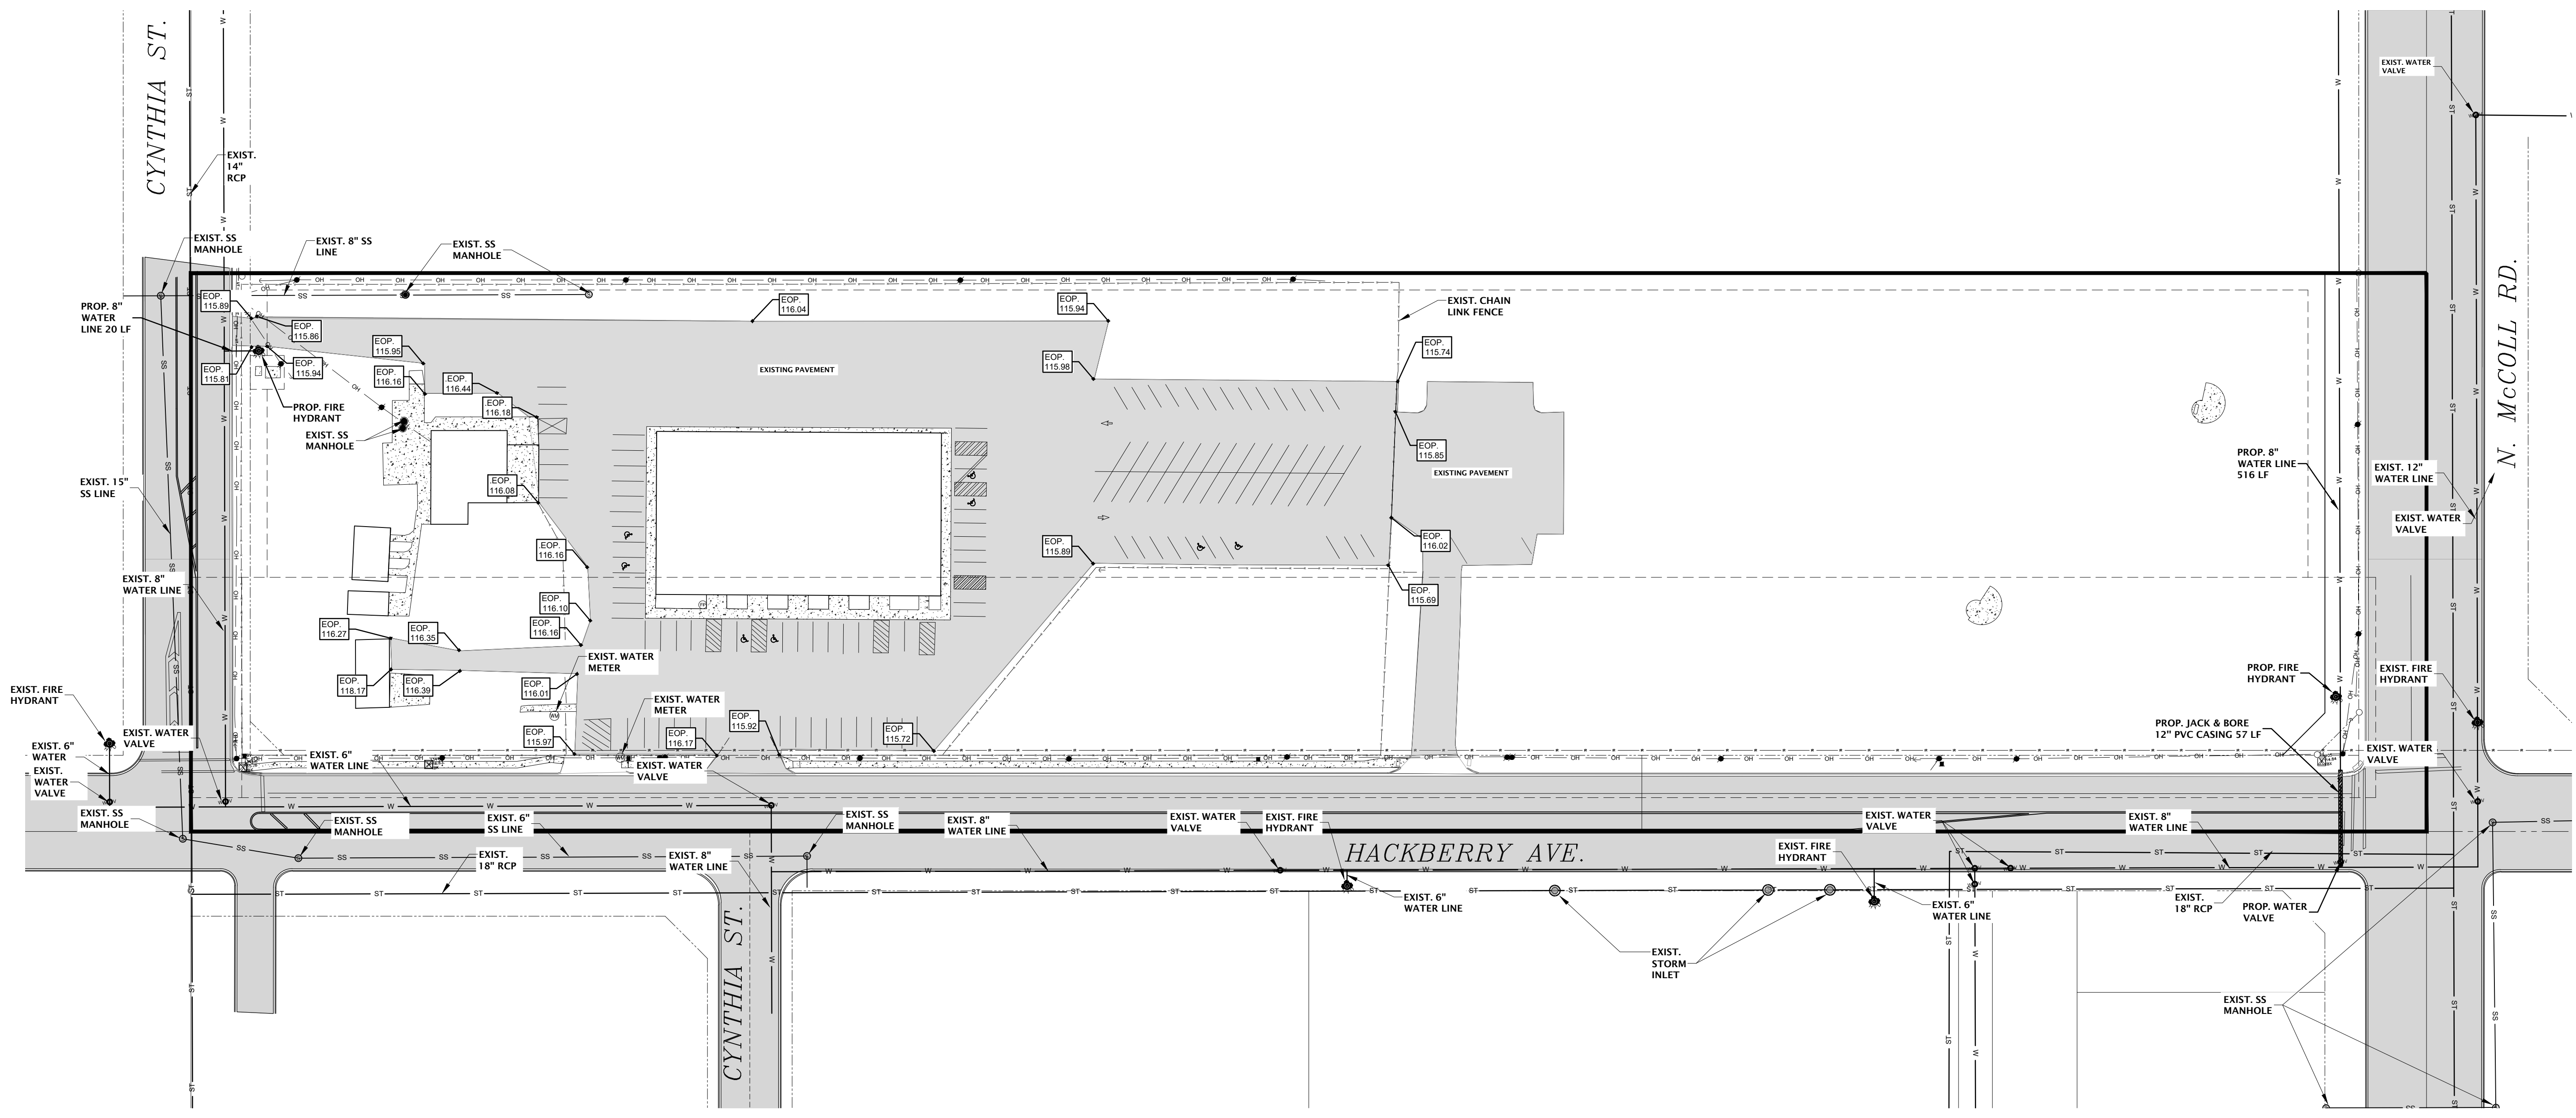 CYNTHIA ST.
EXIST.
14"
RCP
EXIST. WATER
VALVE
N. McCOLL RD.
EXIST. SS
MANHOLE
EXIST. 8" SS
LINE
EXIST. SS
MANHOLE
PROP. 8"
WATER
LINE 20 LF
EOP.
115.89
EOP.
115.86
EOP.
115.81
EOP.
115.94
EOP.
116.04
EOP.
115.94
EXIST. CHAIN
LINK FENCE
EOP.
115.95
EOP.
116.16
.EOP.
116.44
.EOP.
116.18
EXISTING PAVEMENT
EOP.
115.98
EOP.
115.74
PROP. FIRE
HYDRANT
EXIST. SS
MANHOLE
EOP.
115.85
EXISTING PAVEMENT
PROP. 8"
WATER LINE
516 LF
EXIST. 12"
WATER LINE
EXIST. WATER
VALVE
EXIST. 15"
SS LINE
.EOP.
116.08
.EOP.
116.16
EOP.
115.89
EOP.
116.02
EXIST. 8"
WATER LINE
EOP.
115.69
EOP.
116.10
EOP.
116.16
EOP.
116.27
EOP.
116.35
EOP.
118.17
EOP.
116.39
EOP.
116.01
EXIST. WATER
METER
EXIST. WATER
METER
EXIST. FIRE
HYDRANT
PROP. FIRE
HYDRANT
EXIST. FIRE
HYDRANT
EOP.
115.97
EOP.
116.17
EOP.
115.92
EOP.
115.72
PROP. JACK & BORE
12" PVC CASING 57 LF
EXIST. WATER
VALVE
EXIST. 6"
WATER
EXIST.
WATER
VALVE
EXIST. 6"
WATER LINE
EXIST. WATER
VALVE
EXIST. WATER
VALVE
EXIST. SS
MANHOLE
EXIST. SS
MANHOLE
EXIST. 6"
SS LINE
EXIST. SS
MANHOLE
EXIST. 8"
WATER LINE
EXIST. WATER
VALVE
EXIST. FIRE
HYDRANT
EXIST. WATER
VALVE
EXIST. 8"
WATER LINE
EXIST.
18" RCP
EXIST. 8"
WATER LINE
HACKBERRY AVE.
EXIST. FIRE
HYDRANT
EXIST. 6"
WATER LINE
EXIST. 6"
WATER LINE
EXIST.
18" RCP
PROP. WATER
VALVE
CYNTHIA ST.
EXIST.
STORM
INLET
EXIST. SS
MANHOLE